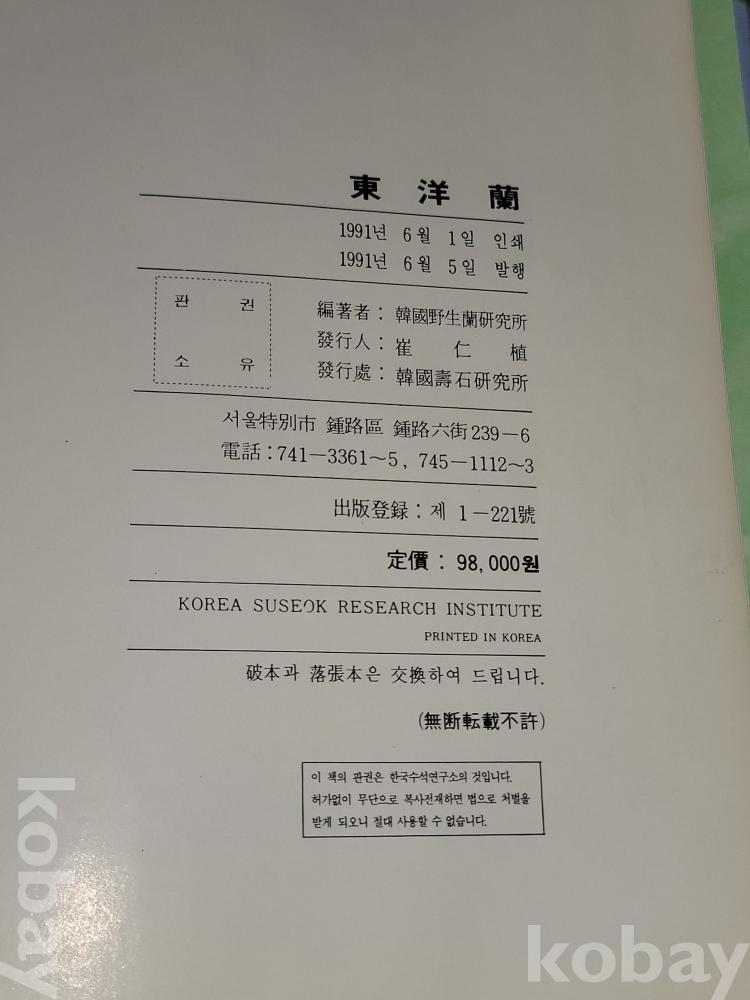 東洋蘭
1991년 6월 1일 인쇄
1991년 6월 5일 발행
판 권
소 유
編著者: 韓國野生蘭研究所
發行人: 崔仁植
發行處: 韓國壽石研究所
서울特別市 鍾路區 鍾路六街239-6
電話:741-3361~5, 745-1112~3
出版登録: 제 1-221號
定價: 98,000원
KOREA SUSEOK RESEARCH INSTITUTE
PRINTED IN KOREA
破本과 落張本은 交換하여 드립니다.
(無断転載不許)
이 책의 판권은 한국수석연구소의 것입니다.
허가없이 무단으로 복사전재하면 법으로 처벌을
받게 되오니 절대 사용할 수 없습니다.
kobay
kobay